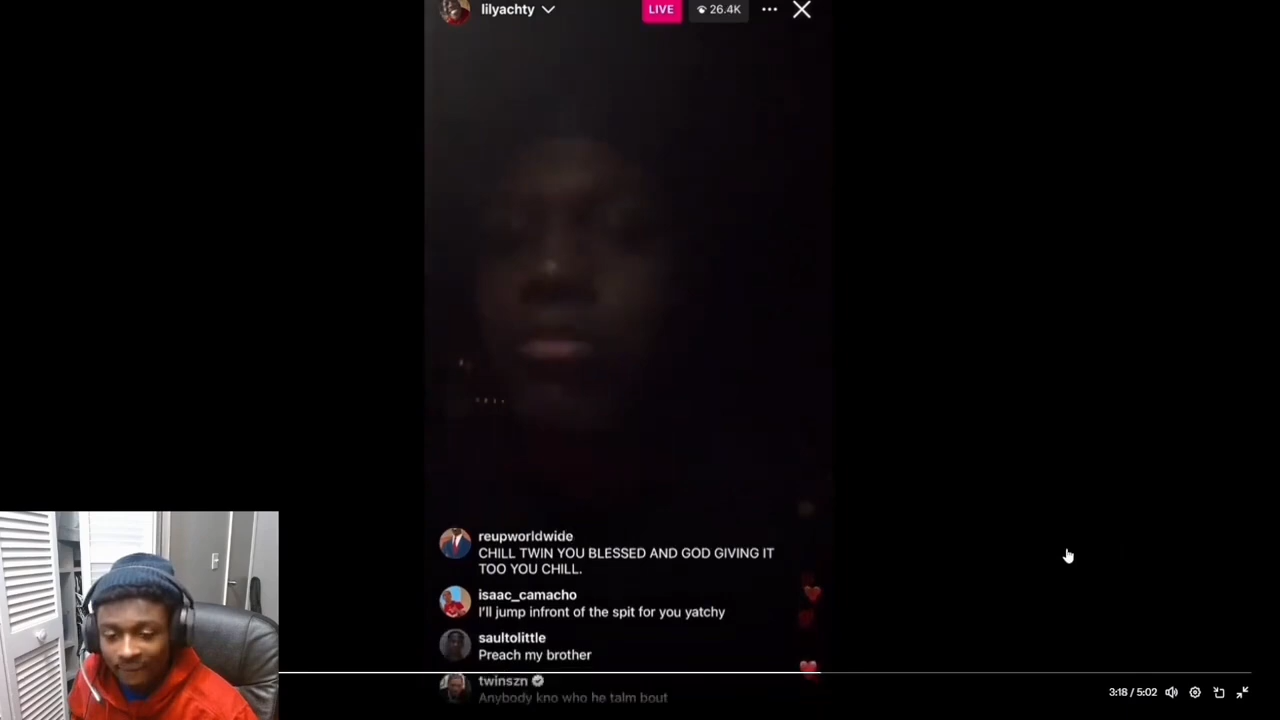 lilyachty
LIVE
26.4K
reupworldwide
CHILL TWIN YOU BLESSED AND GOD GIVING IT
TOO YOU CHILL.
isaac_camacho
I'll jump infront of the spit for you yatchy
saultolittle
Preach my brother
twinszn
Anybody kno who he talm bout
3:18 / 5:02